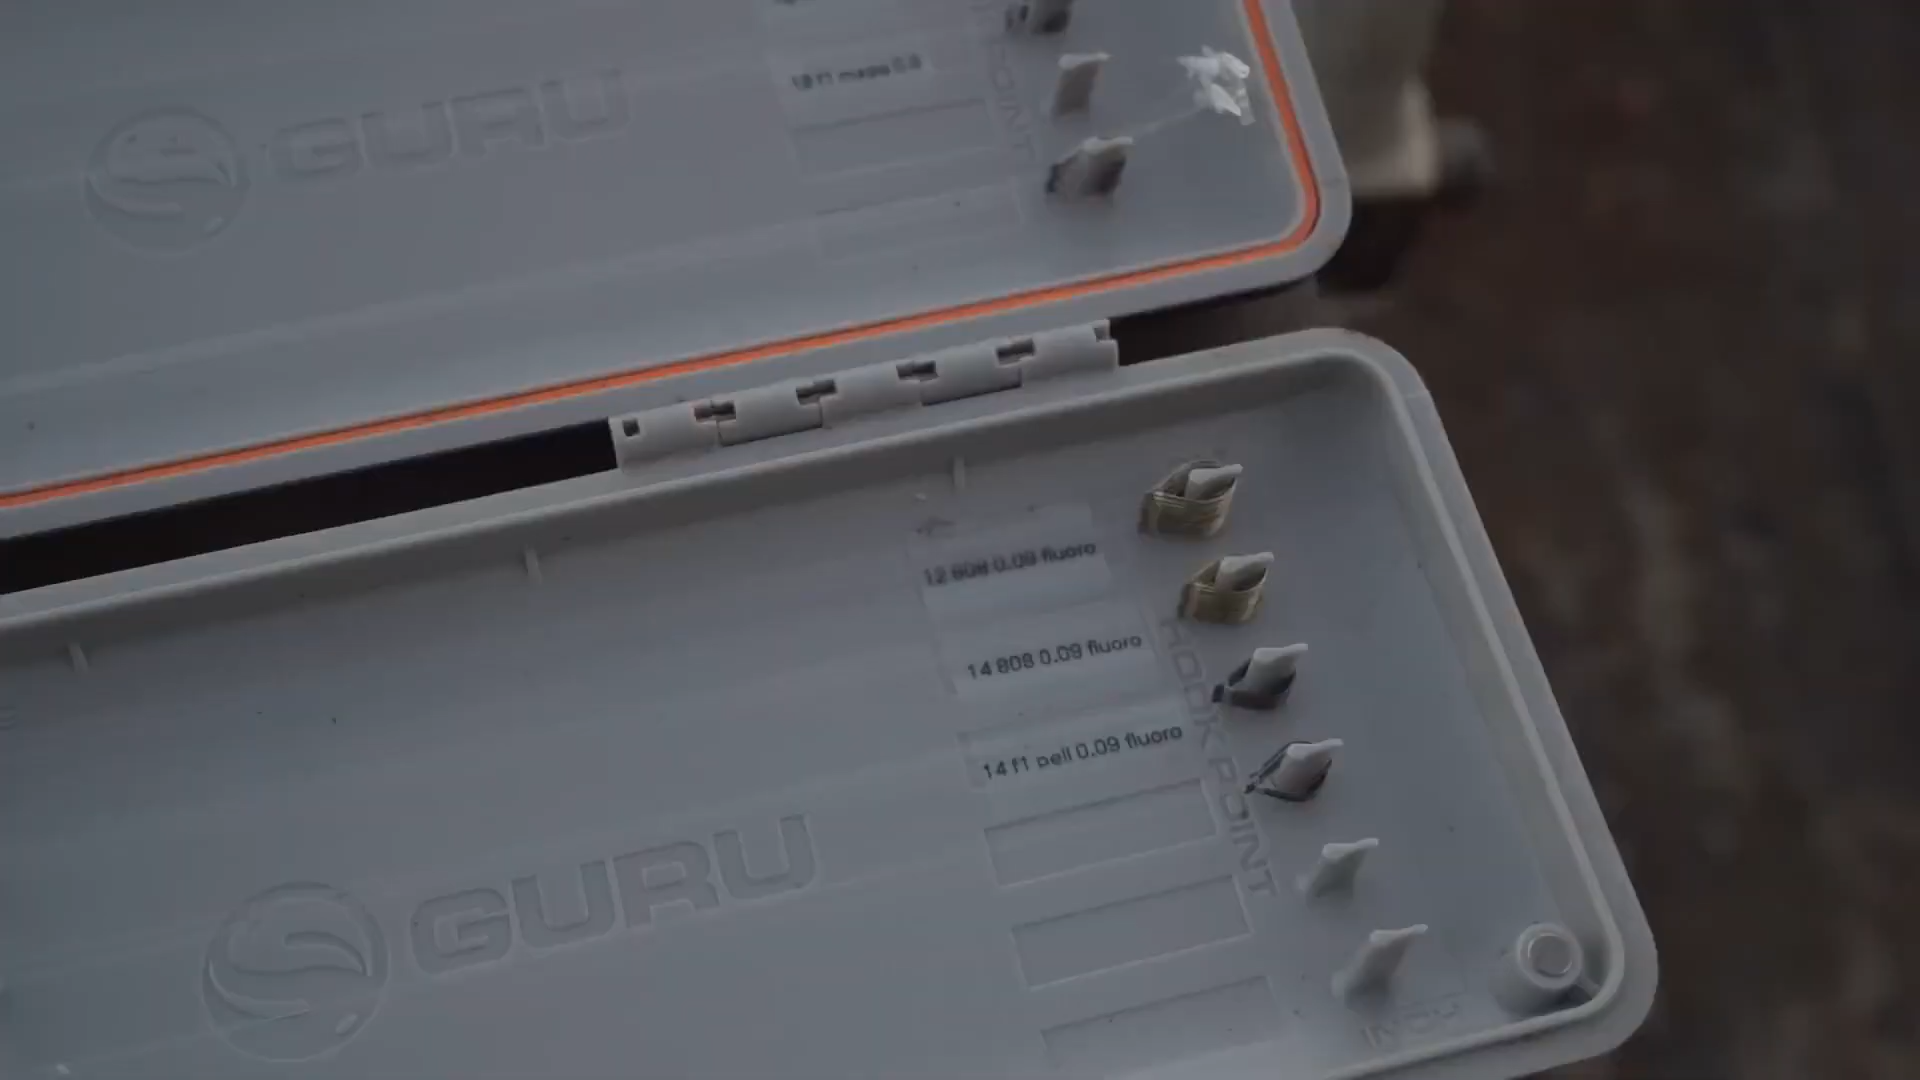 GURU
POINT
12 808 0.09 fluoro
14 808 0.09 fluoro
14 f1 pell 0.09 fluoro
HOOK POINT
GURU